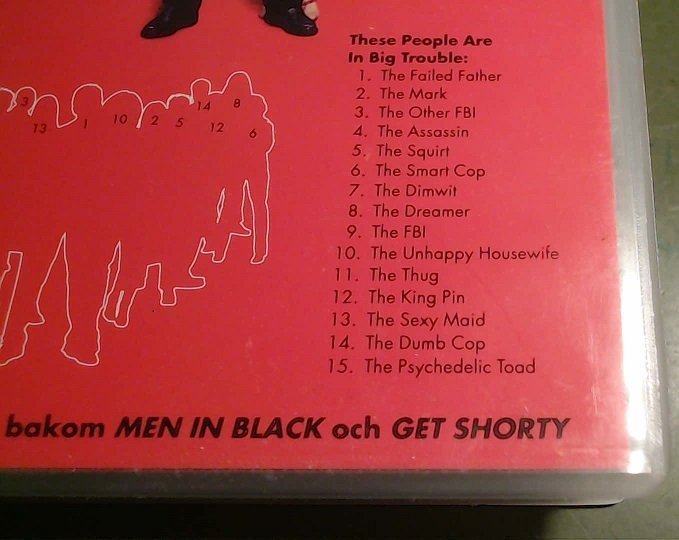 These People Are
In Big Trouble:
1. The Failed Father
2. The Mark
3. The Other FBI
4. The Assassin
5. The Squirt
6. The Smart Cop
7. The Dimwit
8. The Dreamer
9. The FBI
10. The Unhappy Housewife
11. The Thug
12. The King Pin
13. The Sexy Maid
14. The Dumb Cop
15. The Psychedelic Toad
3 13 1 10 2 5 14 12 8 6
bakom MEN IN BLACK och GET SHORTY